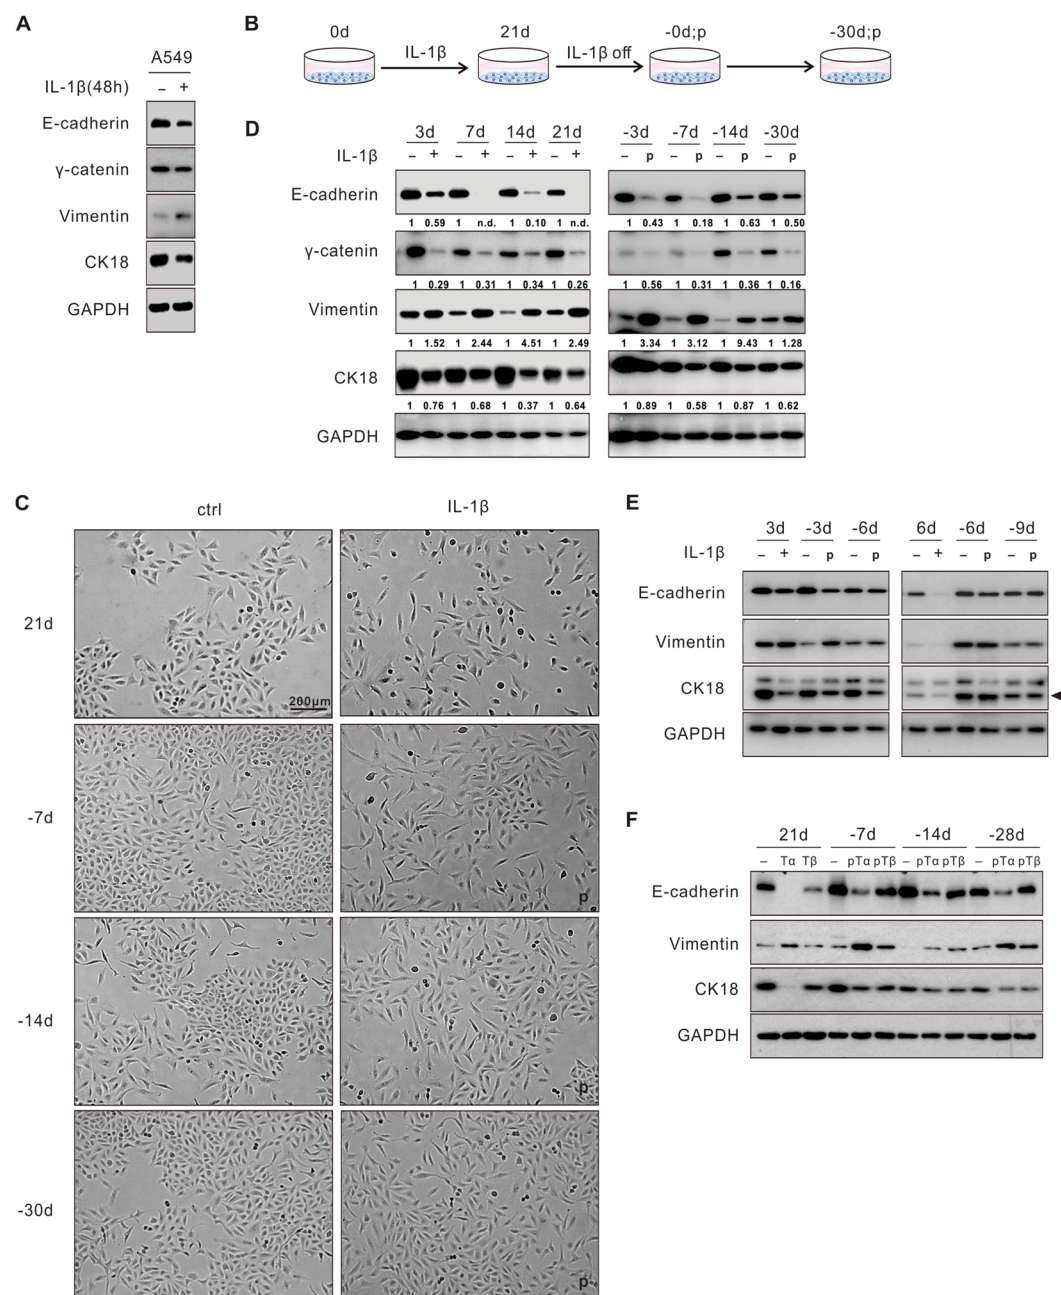 A
A549
IL-1β(48h) – +
E-cadherin
γ-catenin
Vimentin
CK18
GAPDH
B
0d 21d -0d;p -30d;p
IL-1β IL-1β off
D
3d 7d 14d 21d -3d -7d -14d -30d
IL-1β – + – + – + – + – p – p – p – p
E-cadherin
1 0.59 1 n.d. 1 0.10 1 n.d. 1 0.43 1 0.18 1 0.63 1 0.50
γ-catenin
1 0.29 1 0.31 1 0.34 1 0.26 1 0.56 1 0.31 1 0.36 1 0.16
Vimentin
1 1.52 1 2.44 1 4.51 1 2.49 1 3.34 1 3.12 1 9.43 1 1.28
CK18
1 0.76 1 0.68 1 0.37 1 0.64 1 0.89 1 0.58 1 0.87 1 0.62
GAPDH
C
ctrl IL-1β
21d
200μm
-7d
p
-14d
p
-30d
p
E
3d -3d -6d 6d -6d -9d
IL-1β – + – p – p – + – p – p
E-cadherin
Vimentin
CK18
GAPDH
F
21d -7d -14d -28d
– Tα Tβ – pTα pTβ – pTα pTβ – pTα pTβ
E-cadherin
Vimentin
CK18
GAPDH